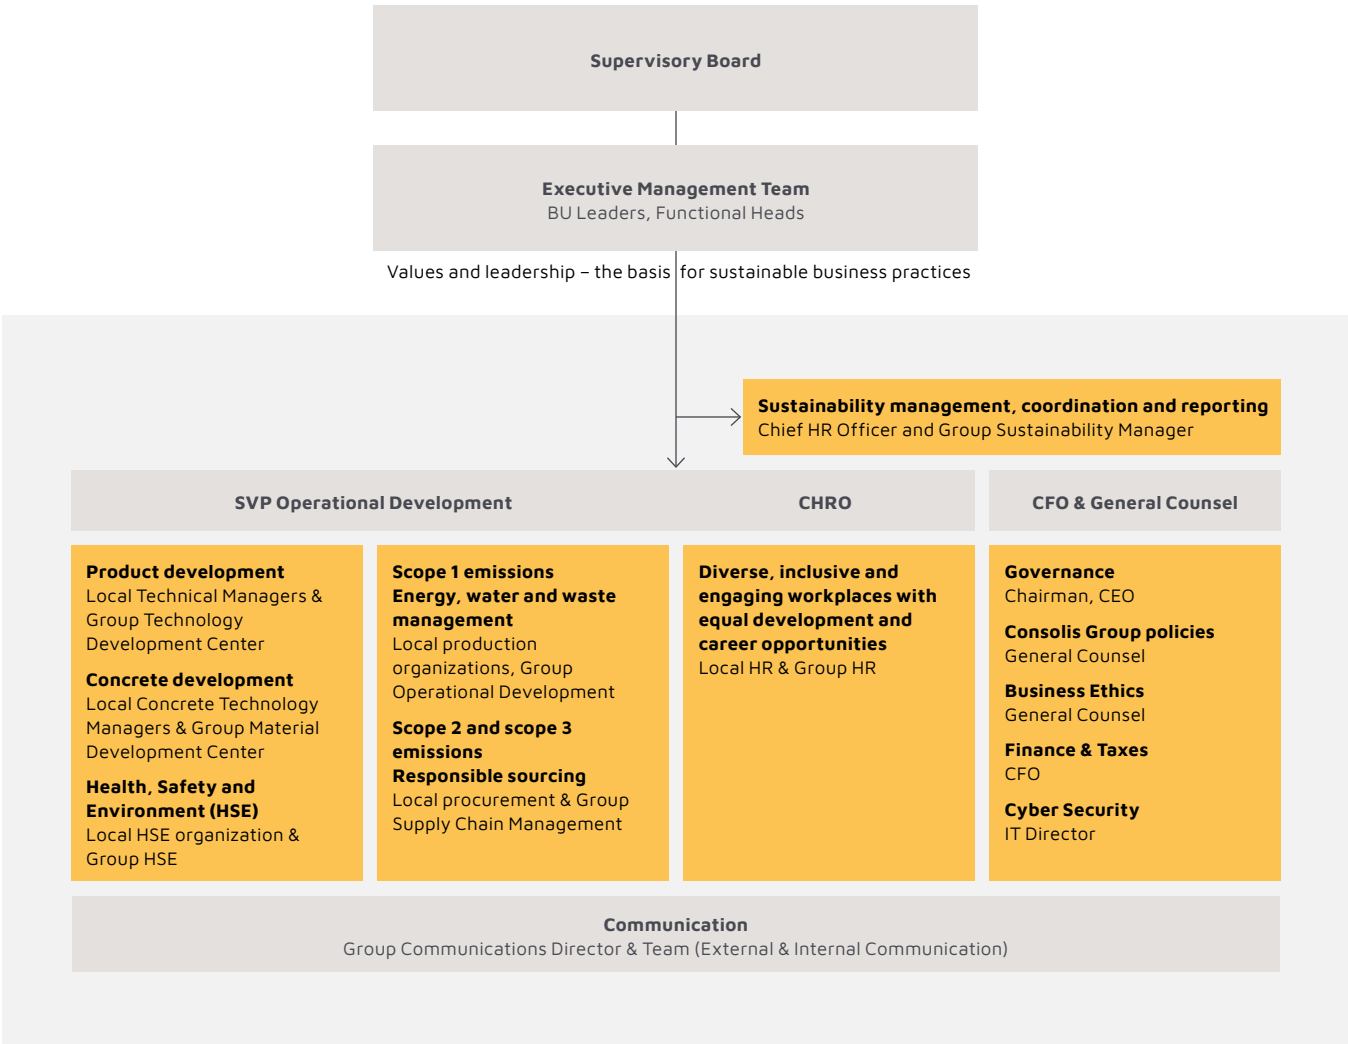 Supervisory Board
Executive Management Team
BU Leaders, Functional Heads
Values and leadership – the basis for sustainable business practices
Sustainability management, coordination and reporting
Chief HR Officer and Group Sustainability Manager
SVP Operational Development
CHRO
CFO & General Counsel
Product development
Local Technical Managers &
Group Technology
Development Center
Concrete development
Local Concrete Technology
Managers & Group Material
Development Center
Health, Safety and
Environment (HSE)
Local HSE organization &
Group HSE
Scope 1 emissions
Energy, water and waste
management
Local production
organizations, Group
Operational Development
Scope 2 and scope 3
emissions
Responsible sourcing
Local procurement & Group
Supply Chain Management
Diverse, inclusive and
engaging workplaces with
equal development and
career opportunities
Local HR & Group HR
Governance
Chairman, CEO
Consolis Group policies
General Counsel
Business Ethics
General Counsel
Finance & Taxes
CFO
Cyber Security
IT Director
Communication
Group Communications Director & Team (External & Internal Communication)